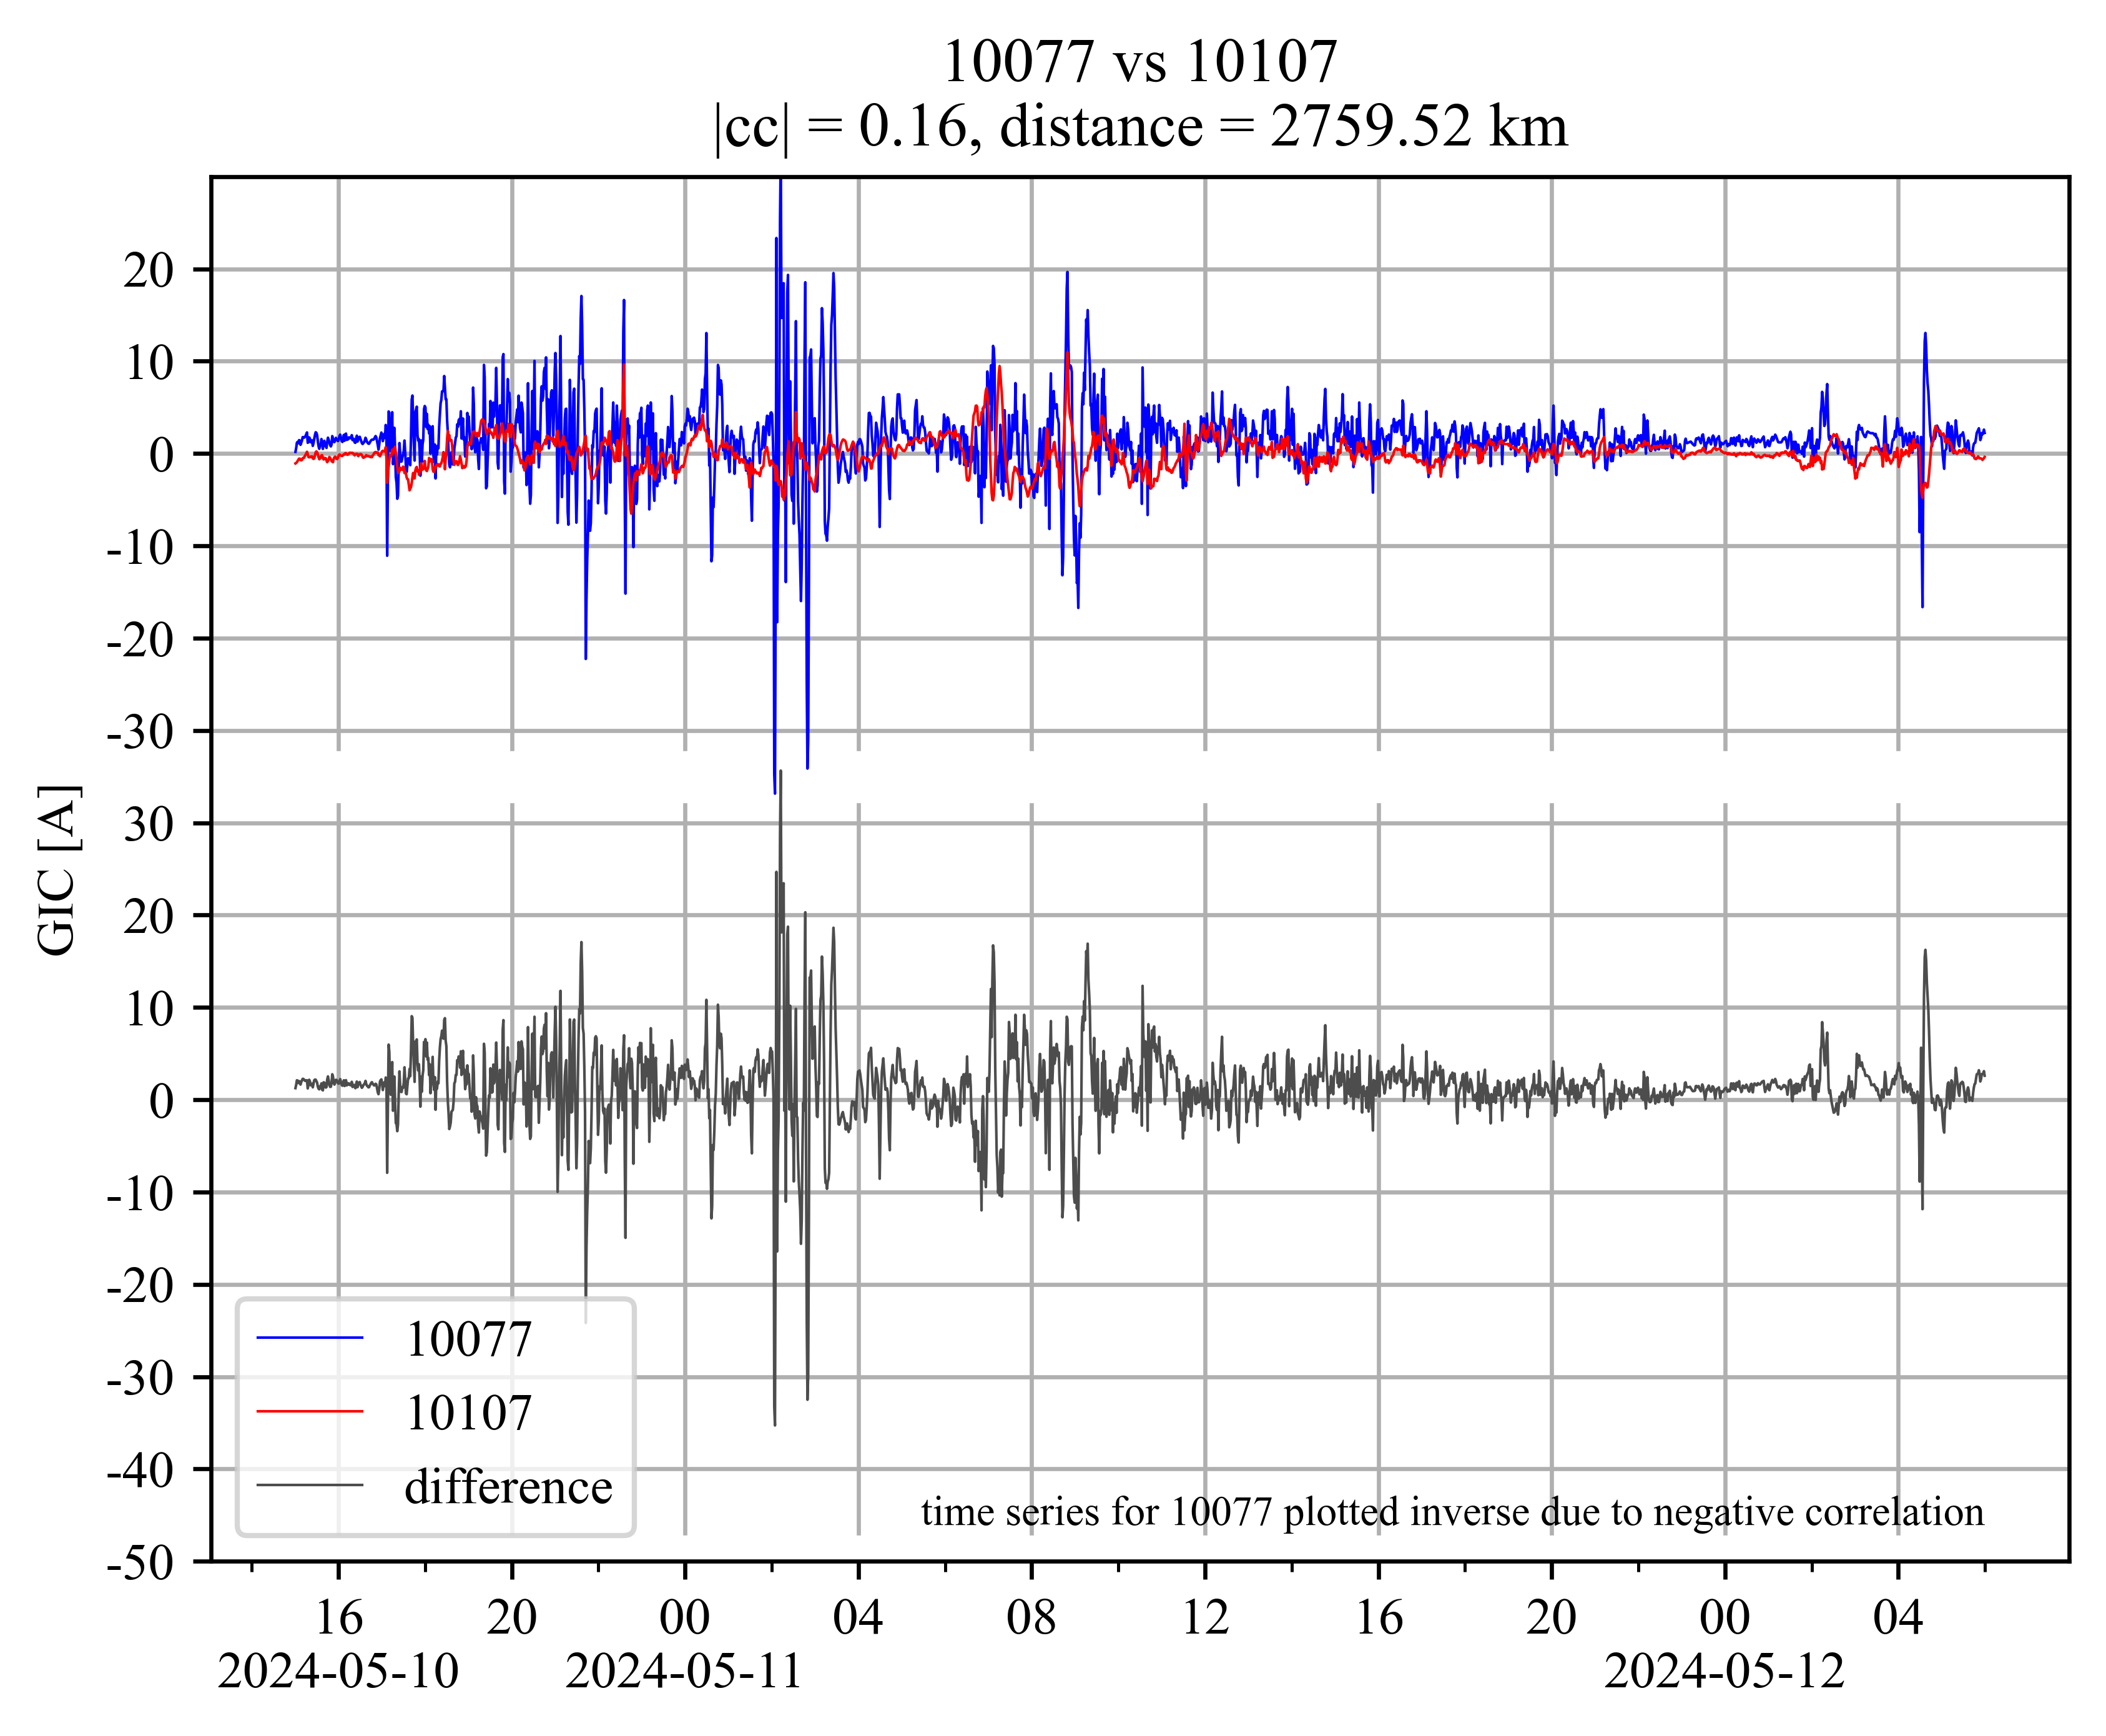 10077 vs 10107
|cc| = 0.16, distance = 2759.52 km
20
10
0
-10
-20
-30
30
20
10
0
-10
-20
-30
-40
-50
GIC [A]
10077
10107
difference
time series for 10077 plotted inverse due to negative correlation
16 20 00 04 08 12 16 20 00 04
2024-05-10 2024-05-11 2024-05-12